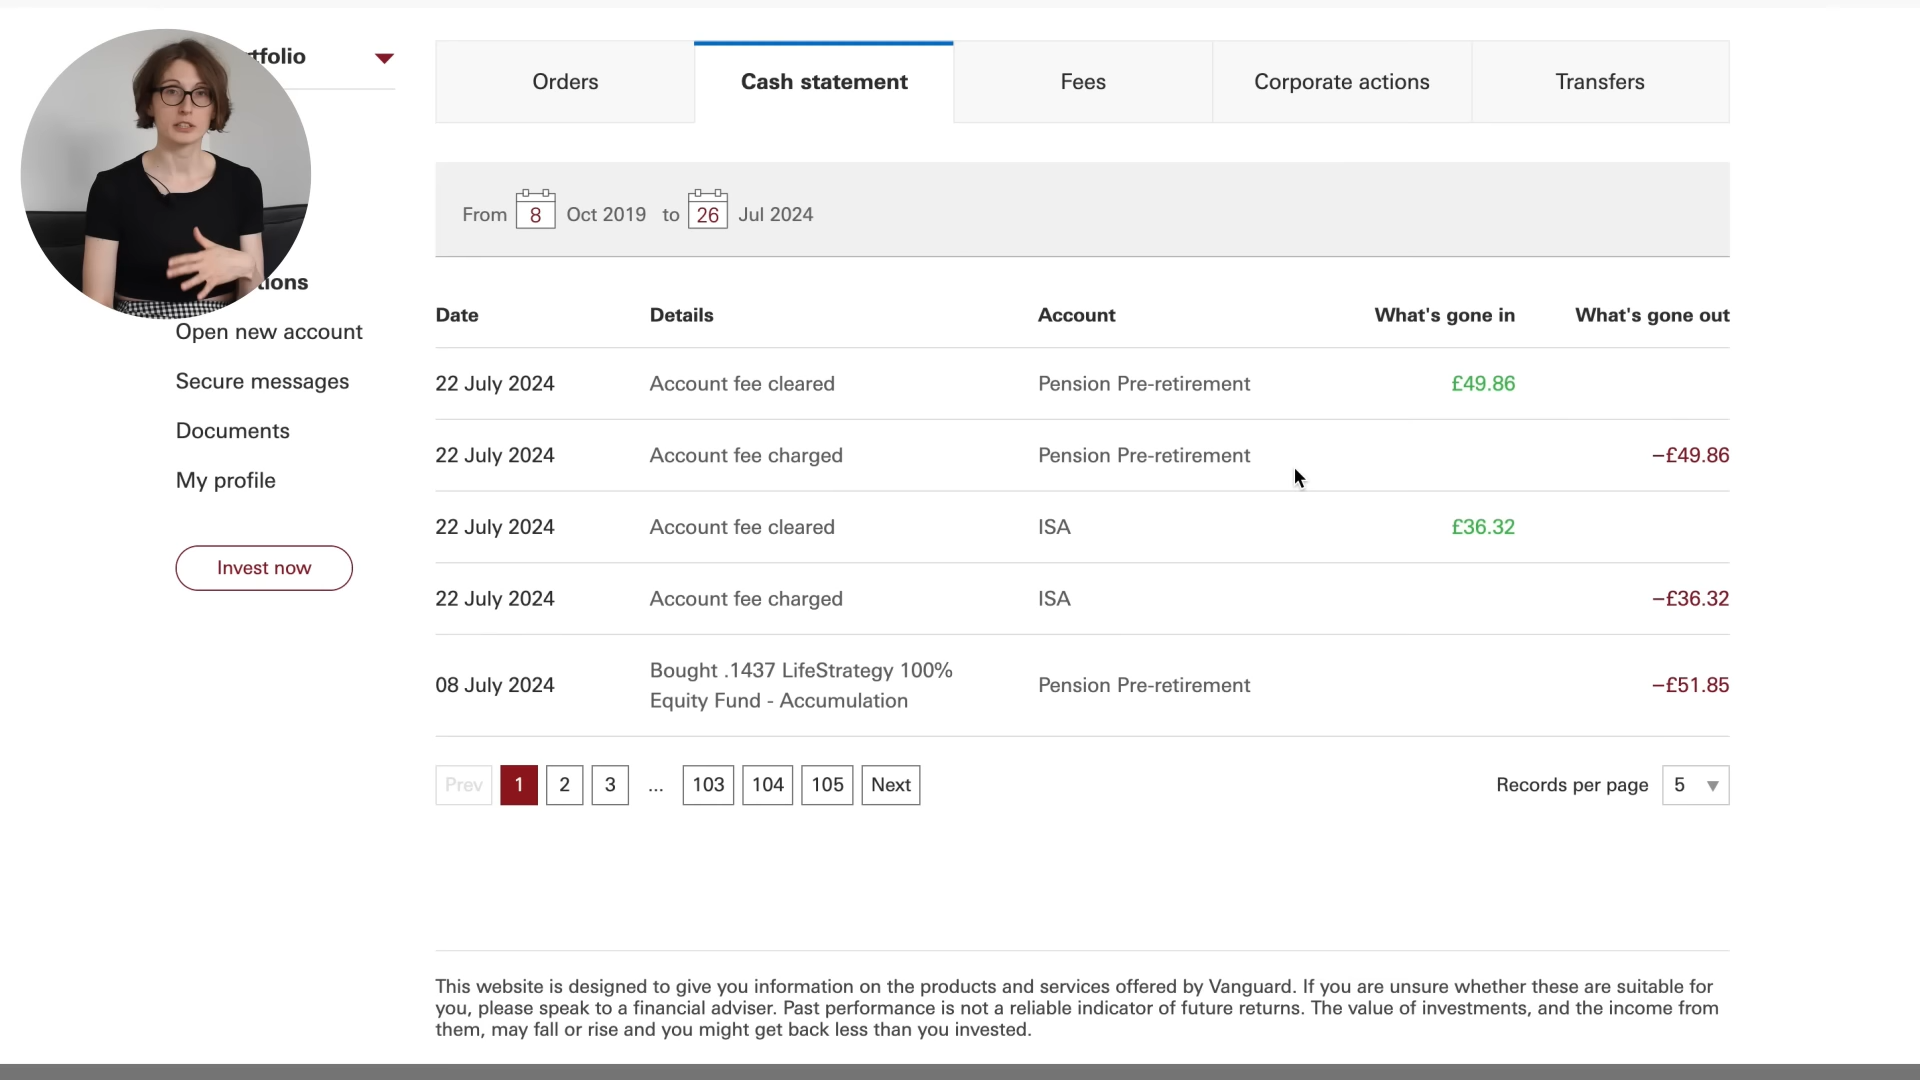 tfolio
tions
Open new account
Secure messages
Documents
My profile
Invest now
Orders
Cash statement
Fees
Corporate actions
Transfers
From 8 Oct 2019 to 26 Jul 2024
Date Details Account What's gone in What's gone out
22 July 2024 Account fee cleared Pension Pre-retirement £49.86
22 July 2024 Account fee charged Pension Pre-retirement –£49.86
22 July 2024 Account fee cleared ISA £36.32
22 July 2024 Account fee charged ISA –£36.32
08 July 2024 Bought .1437 LifeStrategy 100% Pension Pre-retirement –£51.85
Equity Fund - Accumulation
Prev 1 2 3 ... 103 104 105 Next Records per page 5
This website is designed to give you information on the products and services offered by Vanguard. If you are unsure whether these are suitable for
you, please speak to a financial adviser. Past performance is not a reliable indicator of future returns. The value of investments, and the income from
them, may fall or rise and you might get back less than you invested.